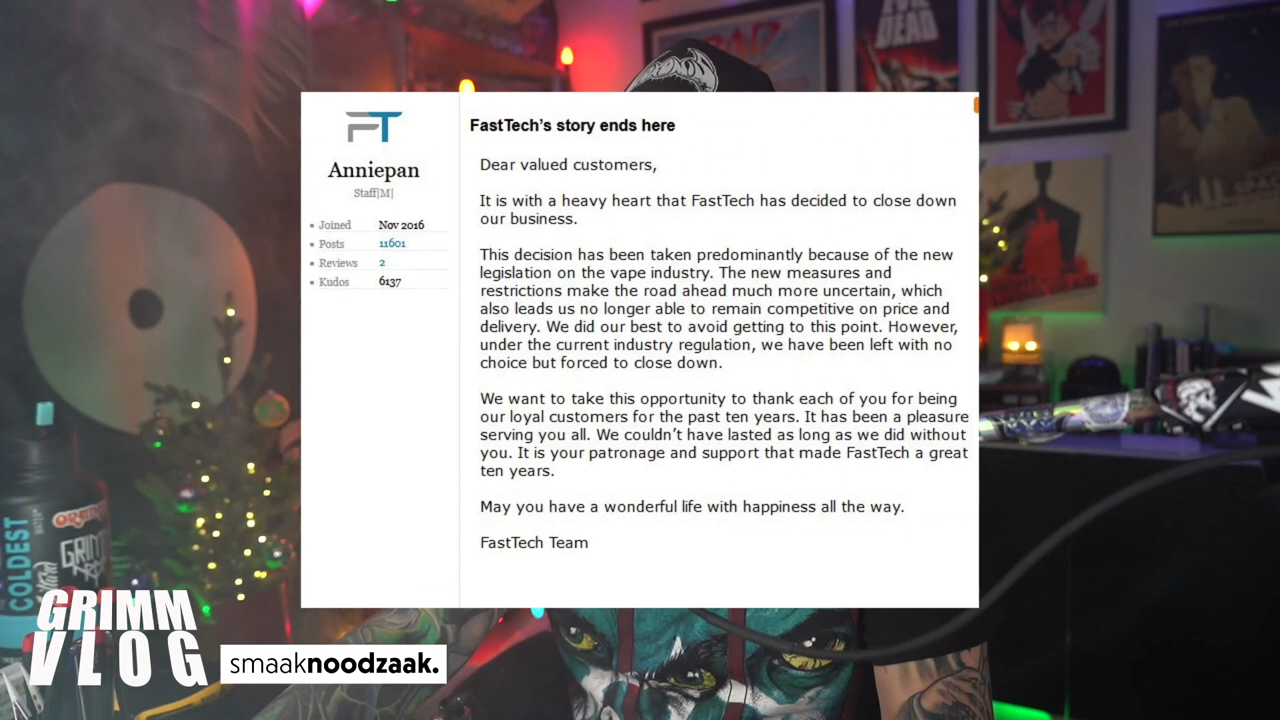 EVIL
DEAD
FT
Anniepan
Staff|M|
Joined Nov 2016
Posts 11601
Reviews 2
Kudos 6137
FastTech's story ends here
Dear valued customers,
It is with a heavy heart that FastTech has decided to close down
our business.
This decision has been taken predominantly because of the new
legislation on the vape industry. The new measures and
restrictions make the road ahead much more uncertain, which
also leads us no longer able to remain competitive on price and
delivery. We did our best to avoid getting to this point. However,
under the current industry regulation, we have been left with no
choice but forced to close down.
We want to take this opportunity to thank each of you for being
our loyal customers for the past ten years. It has been a pleasure
serving you all. We couldn't have lasted as long as we did without
you. It is your patronage and support that made FastTech a great
ten years.
May you have a wonderful life with happiness all the way.
FastTech Team
COLDEST
GRIMM
VLOG
smaaknoodzaak.